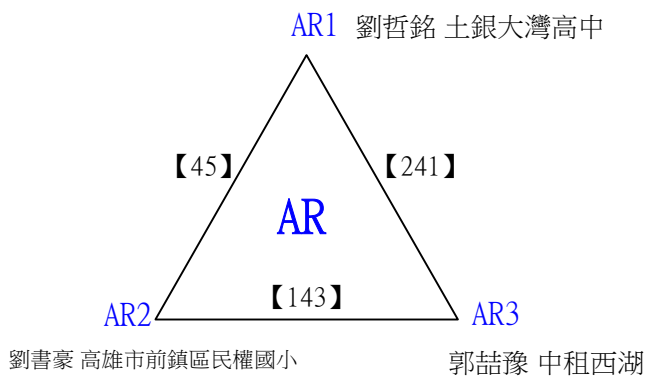 AR1 劉哲銘 土銀大灣高中
【45】 【241】
AR
【143】
AR2 AR3
劉書豪 高雄市前鎮區民權國小 郭喆豫 中租西湖